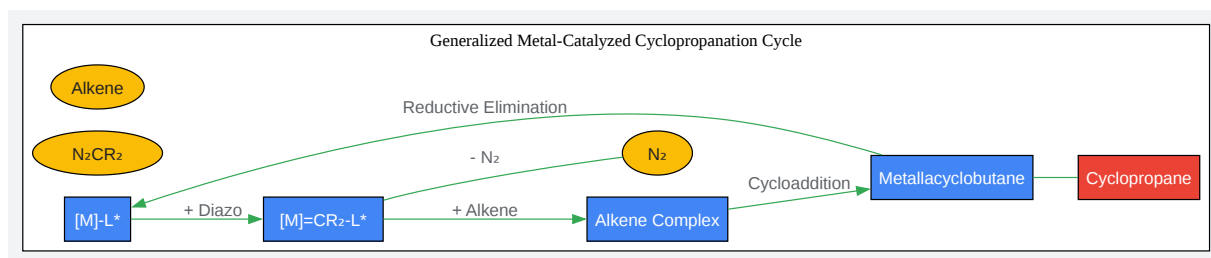 Generalized Metal-Catalyzed Cyclopropanation Cycle
Alkene
Reductive Elimination
N₂CR₂
- N₂
N₂
Metallacyclobutane
Cyclopropane
Cycloaddition
[M]-L*
+ Diazo
[M]=CR₂-L*
+ Alkene
Alkene Complex